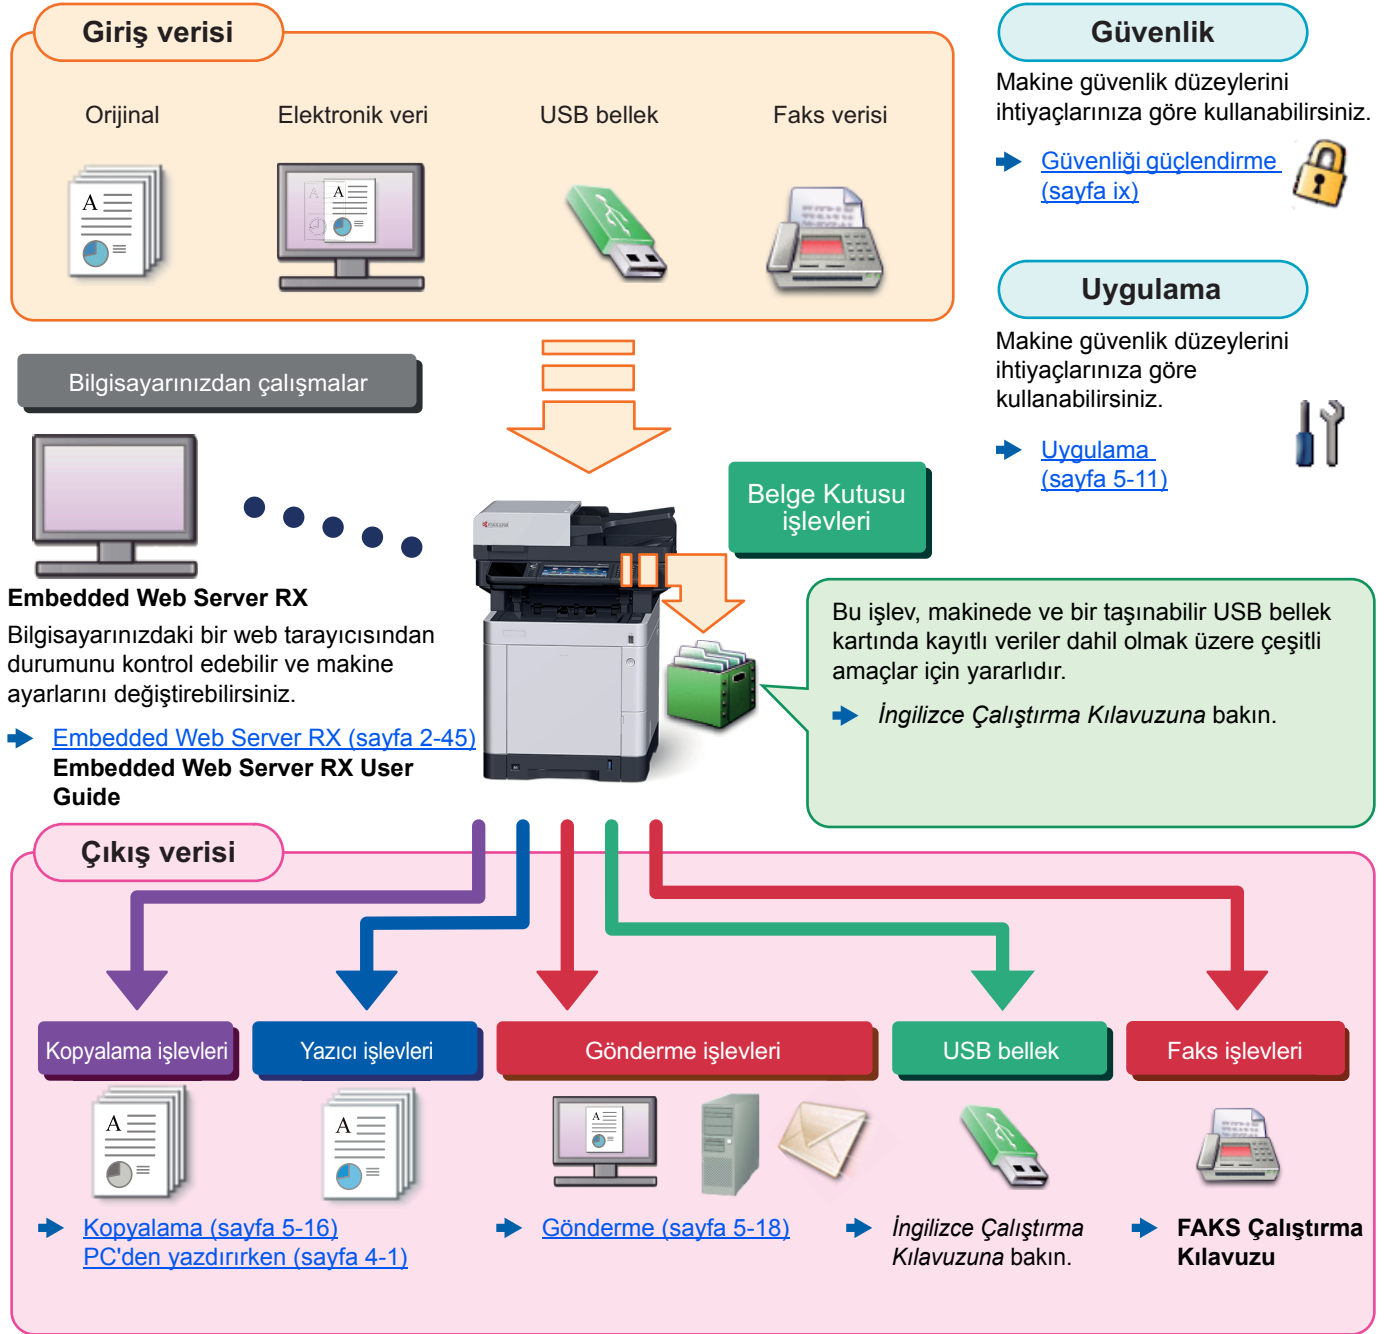 Giriş verisi
Orijinal
Elektronik veri
USB bellek
Faks verisi
Güvenlik
Makine güvenlik düzeylerini
ihtiyaçlarınıza göre kullanabilirsiniz.
Güvenliği güçlendirme
(sayfa ix)
Uygulama
Makine güvenlik düzeylerini
ihtiyaçlarınıza göre
kullanabilirsiniz.
Uygulama
(sayfa 5-11)
Bilgisayarınızdan çalışmalar
Embedded Web Server RX
Bilgisayarınızdaki bir web tarayıcısından
durumunu kontrol edebilir ve makine
ayarlarını değiştirebilirsiniz.
Embedded Web Server RX (sayfa 2-45)
Embedded Web Server RX User
Guide
Belge Kutusu
işlevleri
Bu işlev, makinede ve bir taşınabilir USB bellek
kartında kayıtlı veriler dahil olmak üzere çeşitli
amaçlar için yararlıdır.
İngilizce Çalıştırma Kılavuzuna bakın.
Çıkış verisi
Kopyalama işlevleri
Yazıcı işlevleri
Gönderme işlevleri
USB bellek
Faks işlevleri
Kopyalama (sayfa 5-16)
PC'den yazdırırken (sayfa 4-1)
Gönderme (sayfa 5-18)
İngilizce Çalıştırma
Kılavuzuna bakın.
FAKS Çalıştırma
Kılavuzu